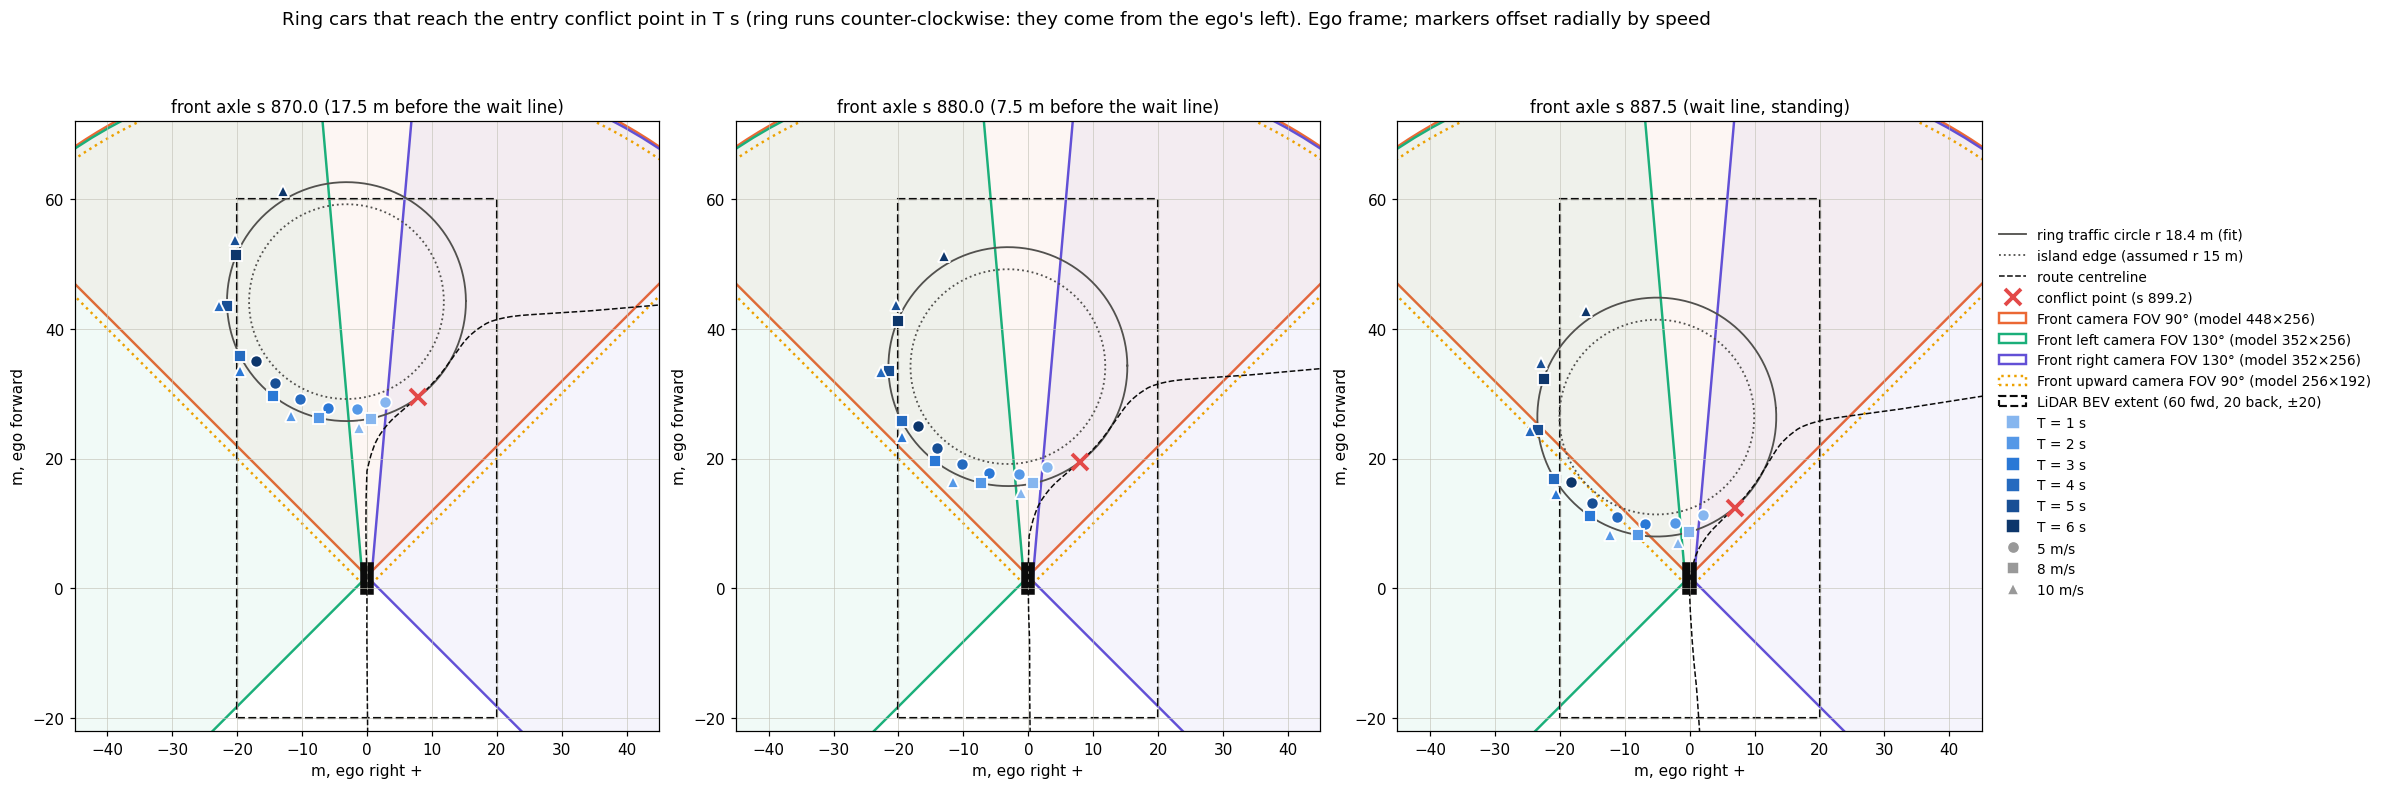 Ring cars that reach the entry conflict point in T s (ring runs counter-clockwise: they come from the ego's left). Ego frame; markers offset radially by speed
front axle s 870.0 (17.5 m before the wait line)
60
40
20
0
−20
−40
−30
−20
−10
0
10
20
30
40
m, ego forward
m, ego right +
front axle s 880.0 (7.5 m before the wait line)
60
40
20
0
−20
−40
−30
−20
−10
0
10
20
30
40
m, ego forward
m, ego right +
front axle s 887.5 (wait line, standing)
60
40
20
0
−20
−40
−30
−20
−10
0
10
20
30
40
m, ego forward
m, ego right +
ring traffic circle r 18.4 m (fit)
island edge (assumed r 15 m)
route centreline
conflict point (s 899.2)
Front camera FOV 90° (model 448×256)
Front left camera FOV 130° (model 352×256)
Front right camera FOV 130° (model 352×256)
Front upward camera FOV 90° (model 256×192)
LiDAR BEV extent (60 fwd, 20 back, ±20)
T = 1 s
T = 2 s
T = 3 s
T = 4 s
T = 5 s
T = 6 s
5 m/s
8 m/s
10 m/s